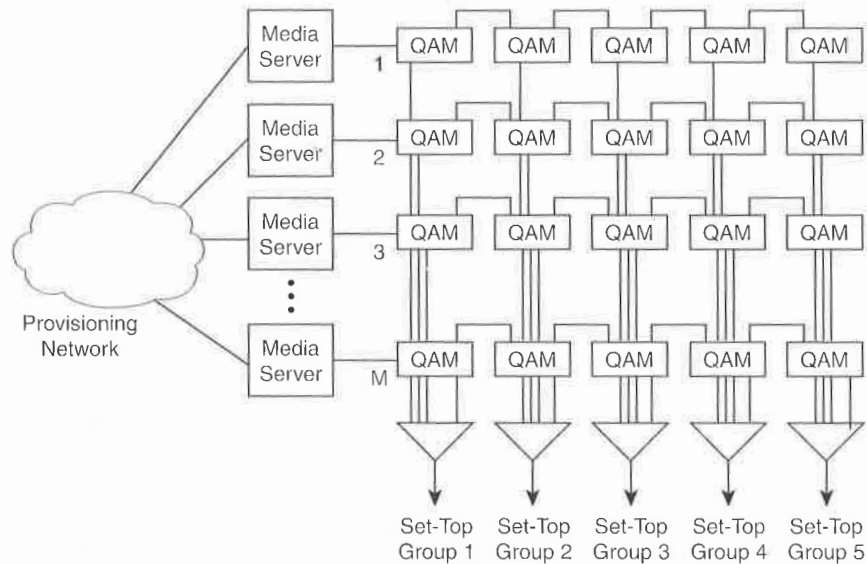 Media
Server
1
QAM QAM QAM QAM QAM
Media
Server
2
QAM QAM QAM QAM QAM
Media
Server
3
QAM QAM QAM QAM QAM
Provisioning
Network
Media
Server
M
QAM QAM QAM QAM QAM
Set-Top
Group 1
Set-Top
Group 2
Set-Top
Group 3
Set-Top
Group 4
Set-Top
Group 5